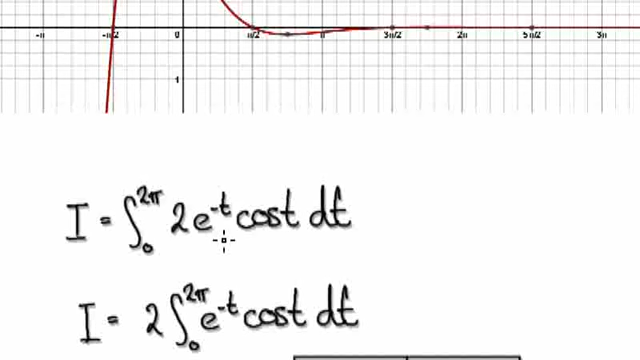 -π -π/2 0 π/2 π 3π/2 2π 5π/2 3π
1
I = ∫₀^2π 2e^-t cost dt
I = 2 ∫₀^2π e^-t cost dt